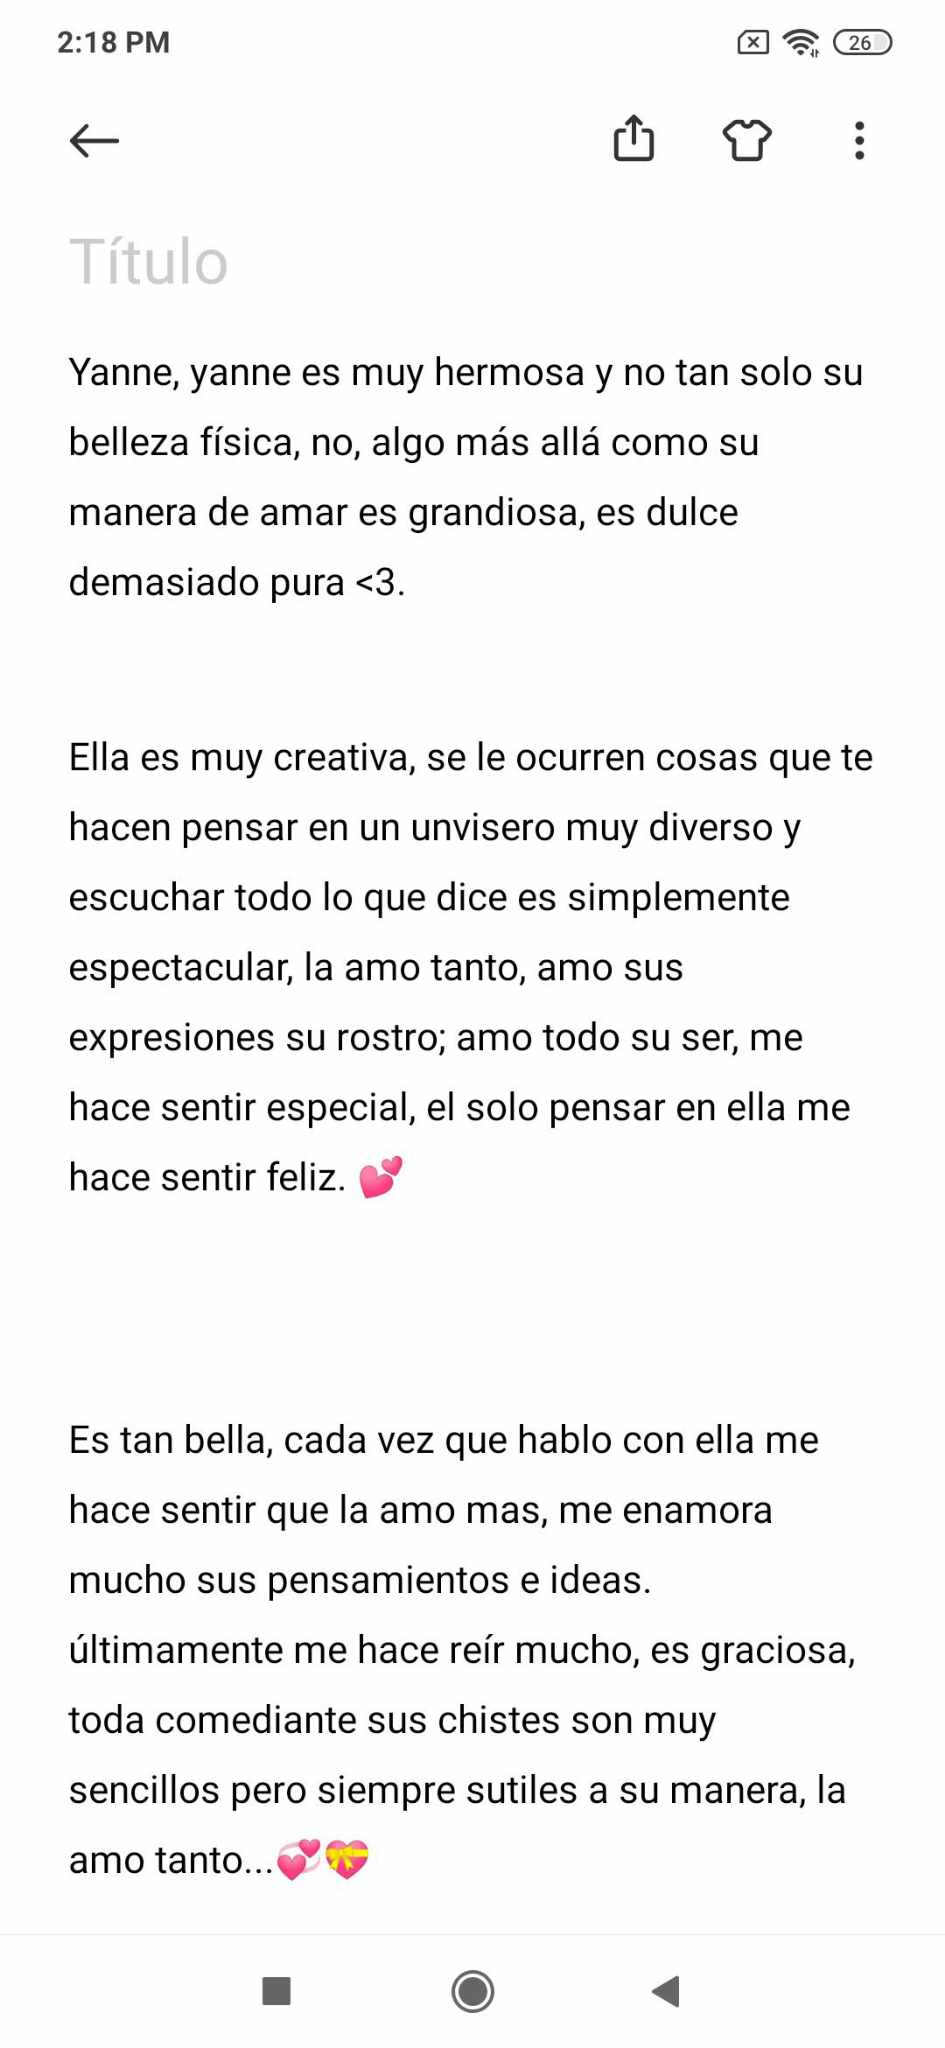 2:18 PM
26
Título
Yanne, yanne es muy hermosa y no tan solo su
belleza física, no, algo más allá como su
manera de amar es grandiosa, es dulce
demasiado pura <3.
Ella es muy creativa, se le ocurren cosas que te
hacen pensar en un unvisero muy diverso y
escuchar todo lo que dice es simplemente
espectacular, la amo tanto, amo sus
expresiones su rostro; amo todo su ser, me
hace sentir especial, el solo pensar en ella me
hace sentir feliz. 💕
Es tan bella, cada vez que hablo con ella me
hace sentir que la amo mas, me enamora
mucho sus pensamientos e ideas.
últimamente me hace reír mucho, es graciosa,
toda comediante sus chistes son muy
sencillos pero siempre sutiles a su manera, la
amo tanto...💞💝